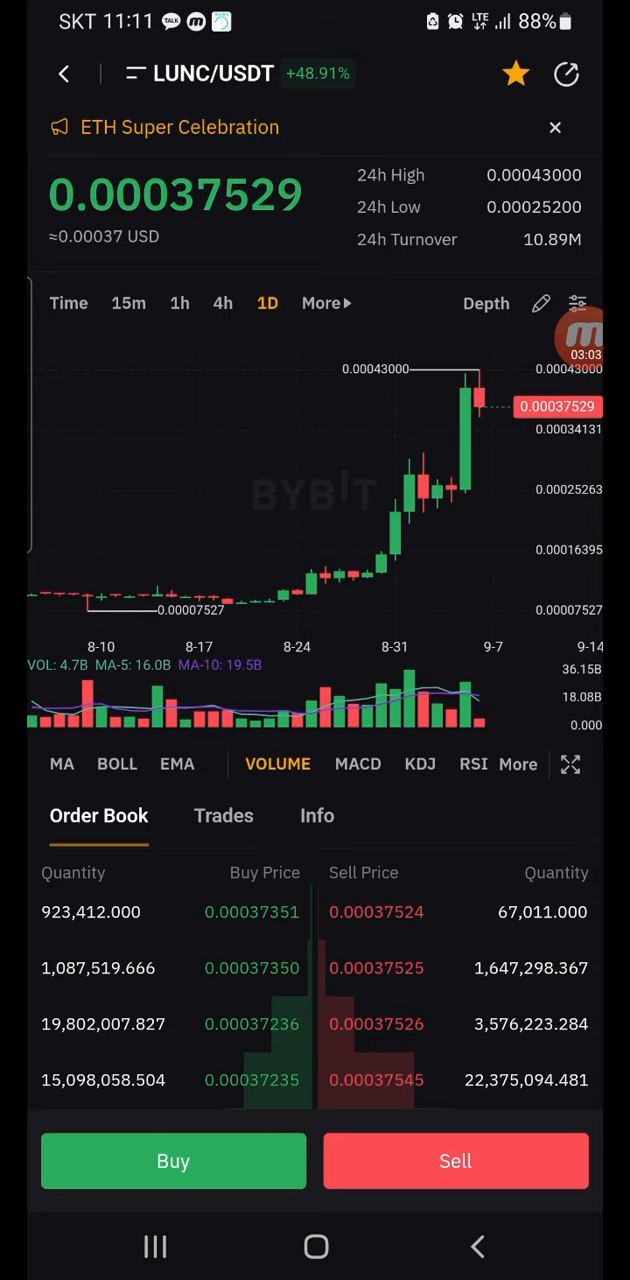 SKT 11:11 TALK m LTE 88%
LUNC/USDT +48.91%
ETH Super Celebration ×
0.00037529
≈0.00037 USD
24h High 0.00043000
24h Low 0.00025200
24h Turnover 10.89M
Time 15m 1h 4h 1D More Depth
m
03:03
0.00043000 0.00043000
0.00037529
0.00034131
BYBIT
0.00025263
0.00016395
0.00007527 0.00007527
8-10 8-17 8-24 8-31 9-7 9-14
VOL: 4.7B MA-5: 16.0B MA-10: 19.5B
36.15B
18.08B
0.000
MA BOLL EMA VOLUME MACD KDJ RSI More
Order Book Trades Info
Quantity Buy Price Sell Price Quantity
923,412.000 0.00037351 0.00037524 67,011.000
1,087,519.666 0.00037350 0.00037525 1,647,298.367
19,802,007.827 0.00037236 0.00037526 3,576,223.284
15,098,058.504 0.00037235 0.00037545 22,375,094.481
Buy Sell